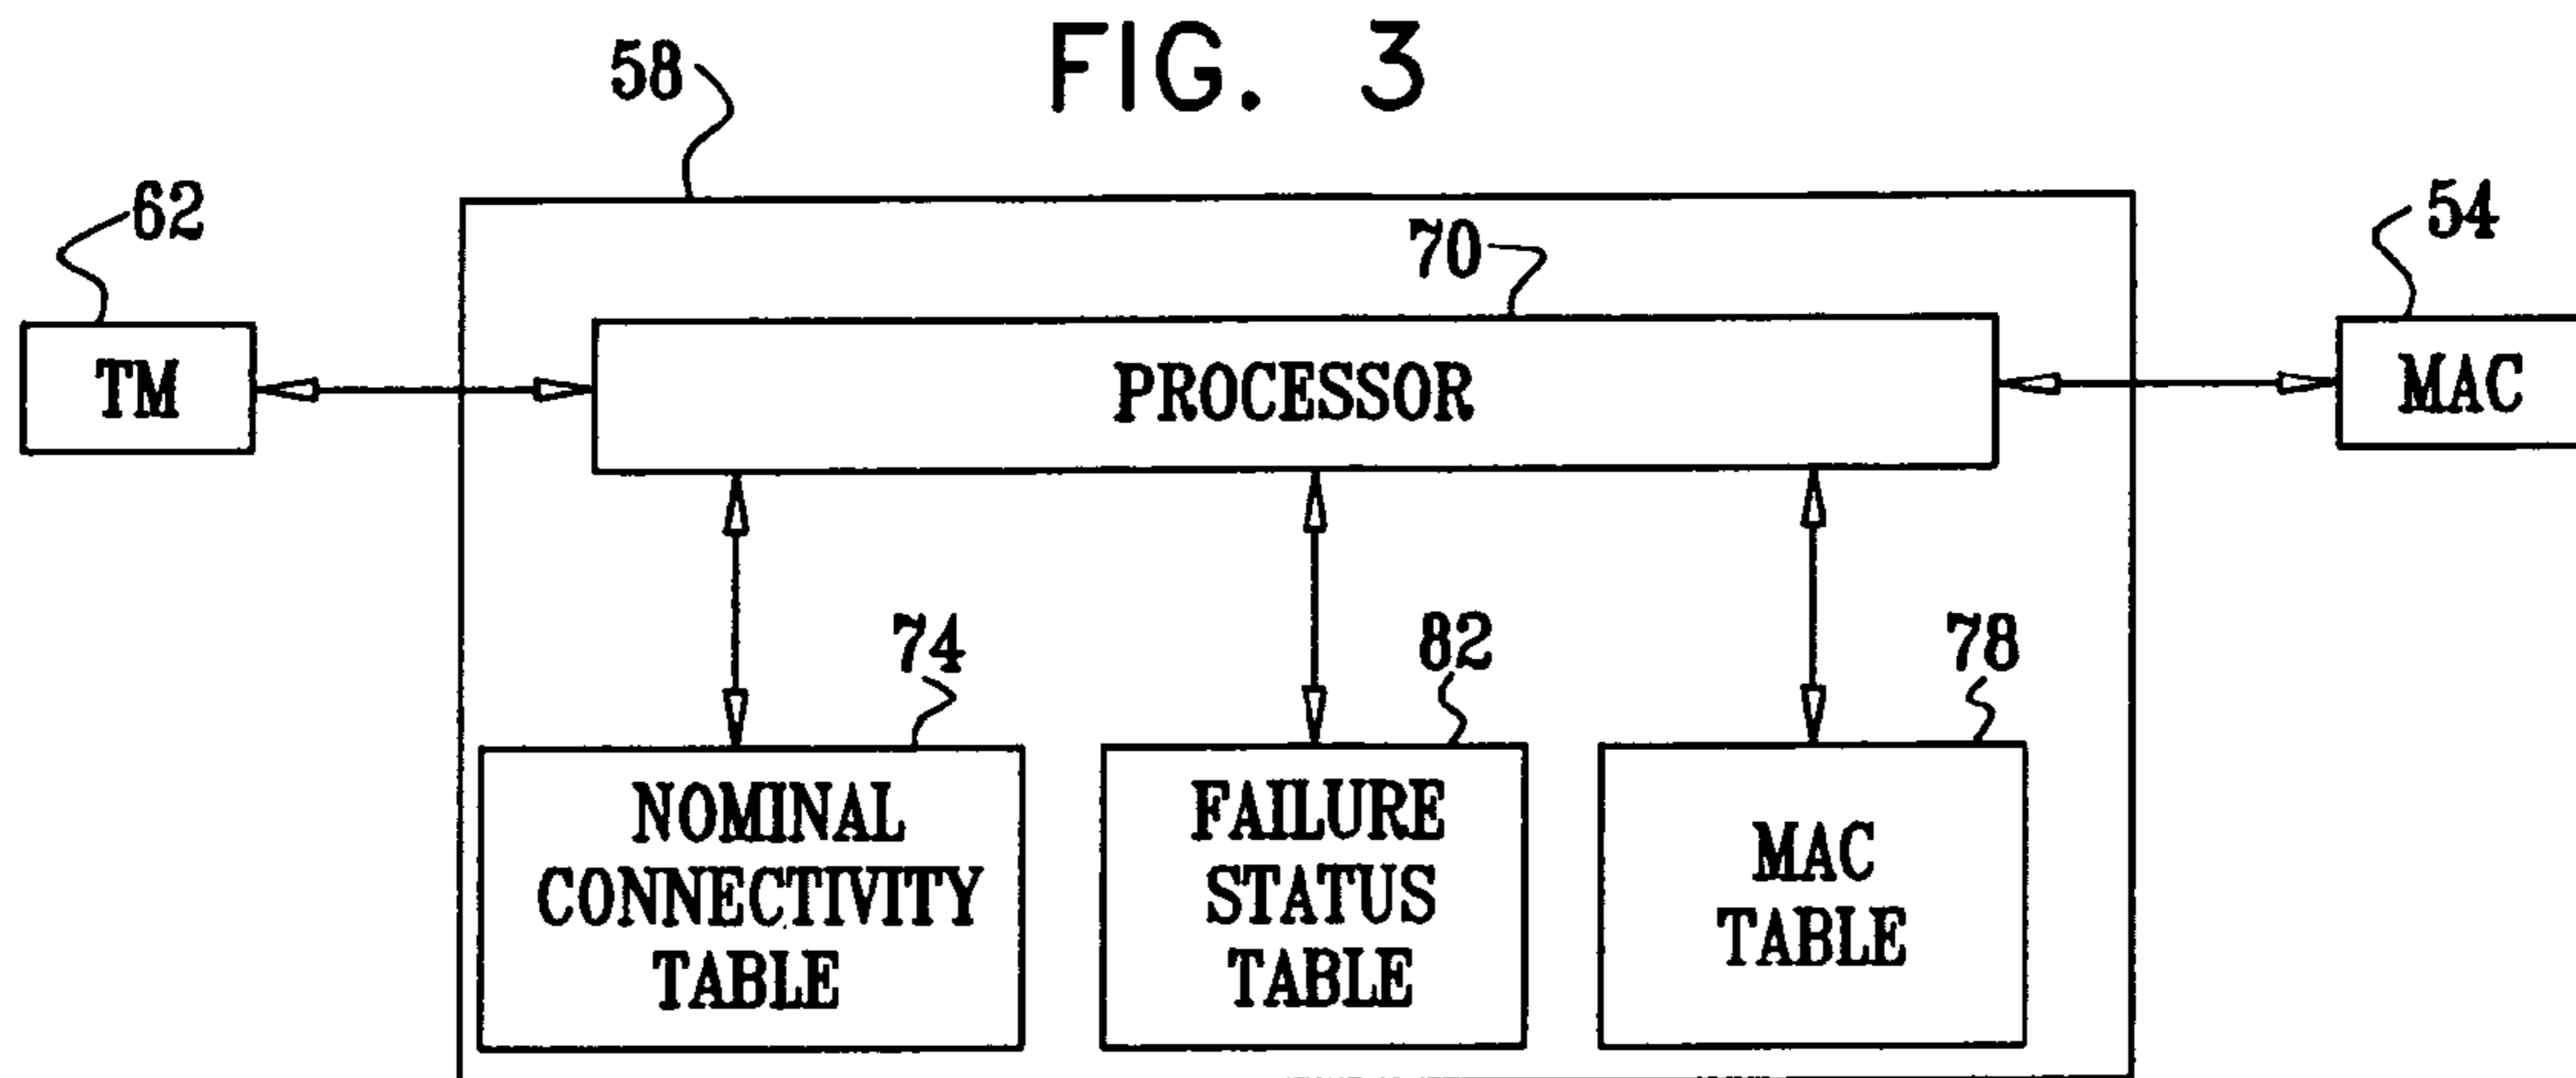 FIG. 3
58
62
70
54
TM
PROCESSOR
MAC
74
82
78
NOMINAL
CONNECTIVITY
TABLE
FAILURE
STATUS
TABLE
MAC
TABLE